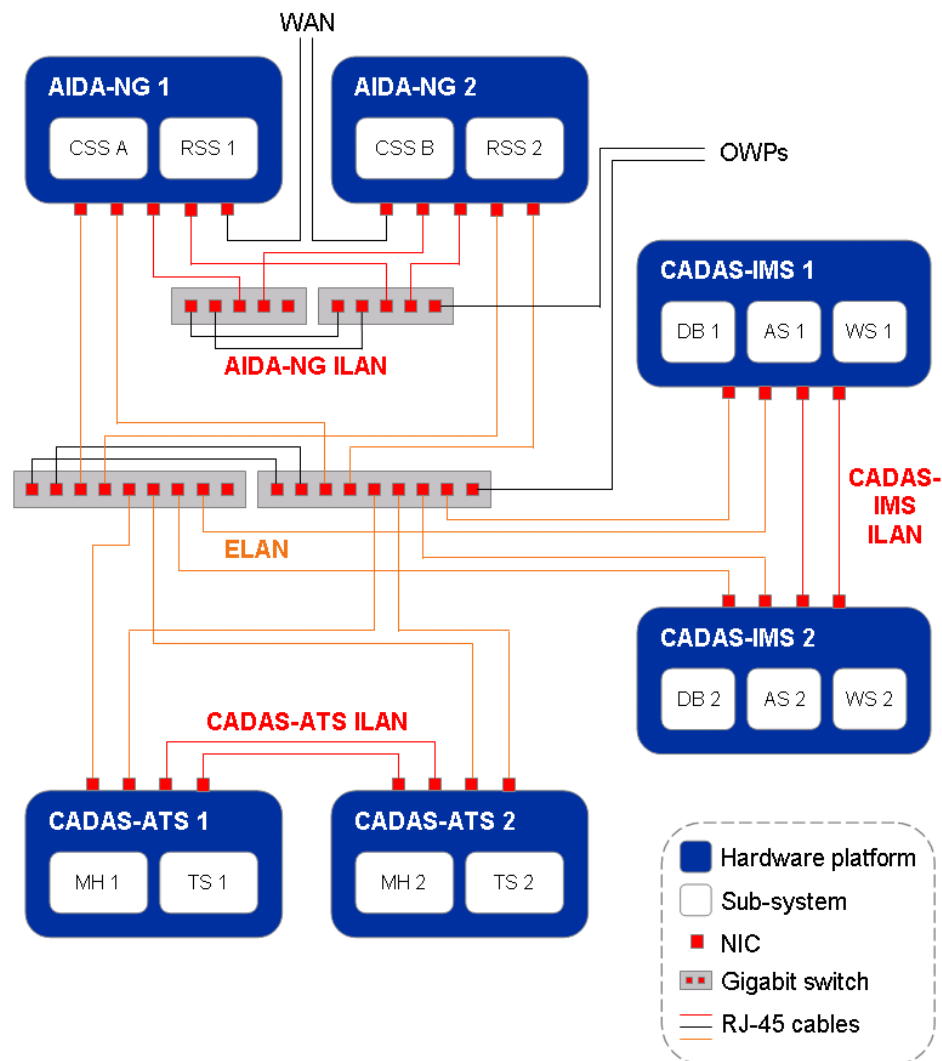 WAN
AIDA-NG 1
AIDA-NG 2
CSS A
RSS 1
CSS B
RSS 2
OWPs
AIDA-NG ILAN
CADAS-IMS 1
DB 1
AS 1
WS 1
CADAS-
IMS
ILAN
ELAN
CADAS-IMS 2
DB 2
AS 2
WS 2
CADAS-ATS ILAN
CADAS-ATS 1
CADAS-ATS 2
MH 1
TS 1
MH 2
TS 2
Hardware platform
Sub-system
NIC
Gigabit switch
RJ-45 cables